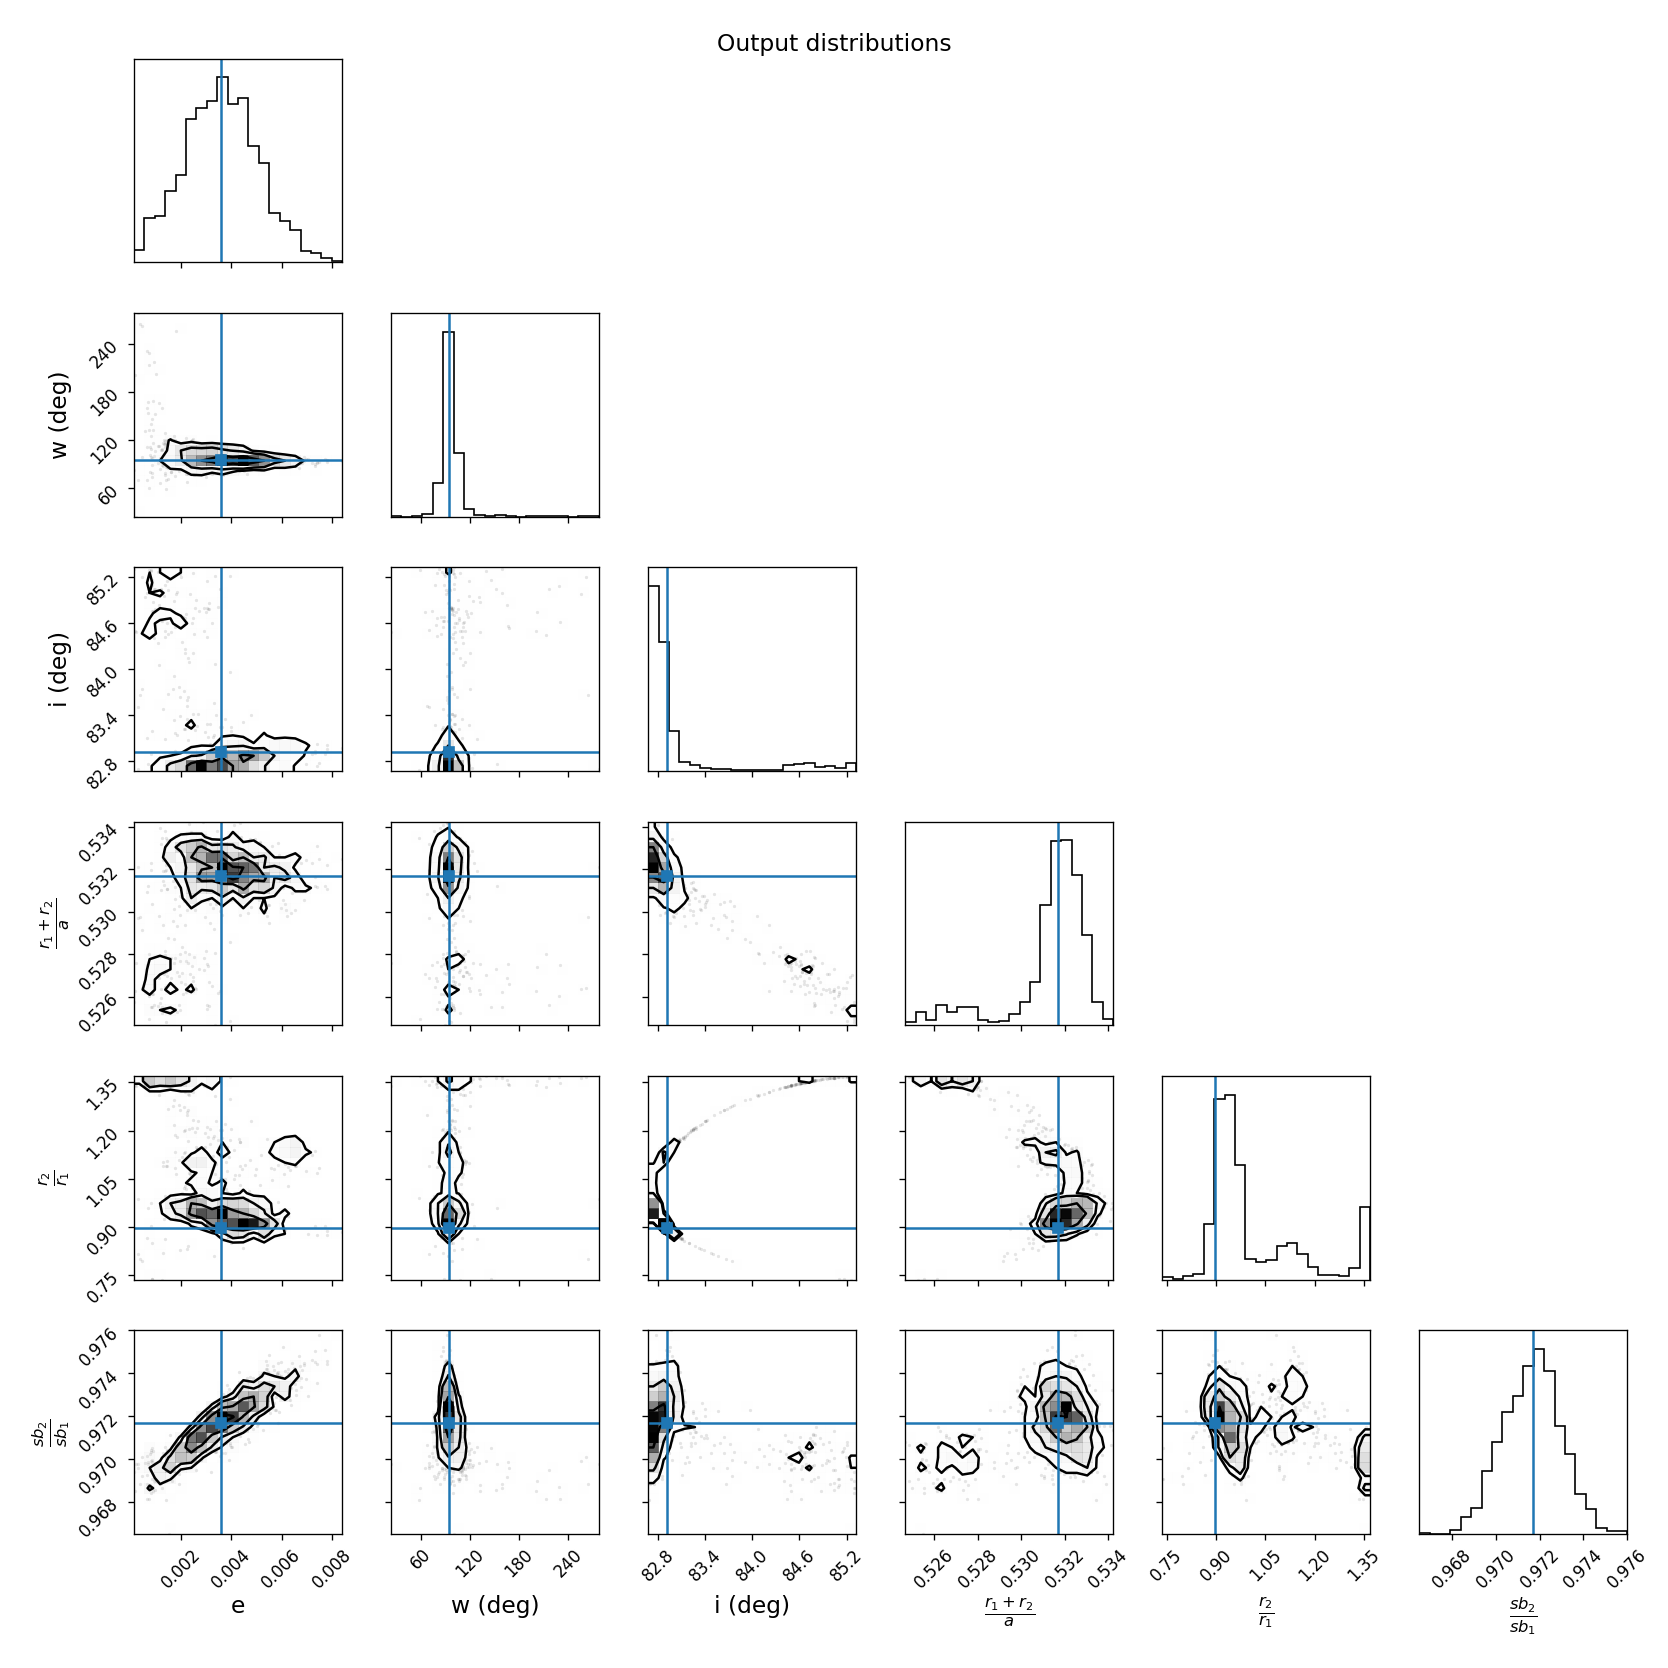 Output distributions
w (deg)
240
180
120
60
i (deg)
85.2
84.6
84.0
83.4
82.8
r₁ + r₂
a
0.534
0.532
0.530
0.528
0.526
r₂
r₁
1.35
1.20
1.05
0.90
0.75
sb₂
sb₁
0.976
0.974
0.972
0.970
0.968
0.002 0.004 0.006 0.008 60 120 180 240 82.8 83.4 84.0 84.6 85.2 0.526 0.528 0.530 0.532 0.534 0.75 0.90 1.05 1.20 1.35 0.968 0.970 0.972 0.974 0.976
e w (deg) i (deg)
r₁ + r₂ r₂ sb₂
a r₁ sb₁